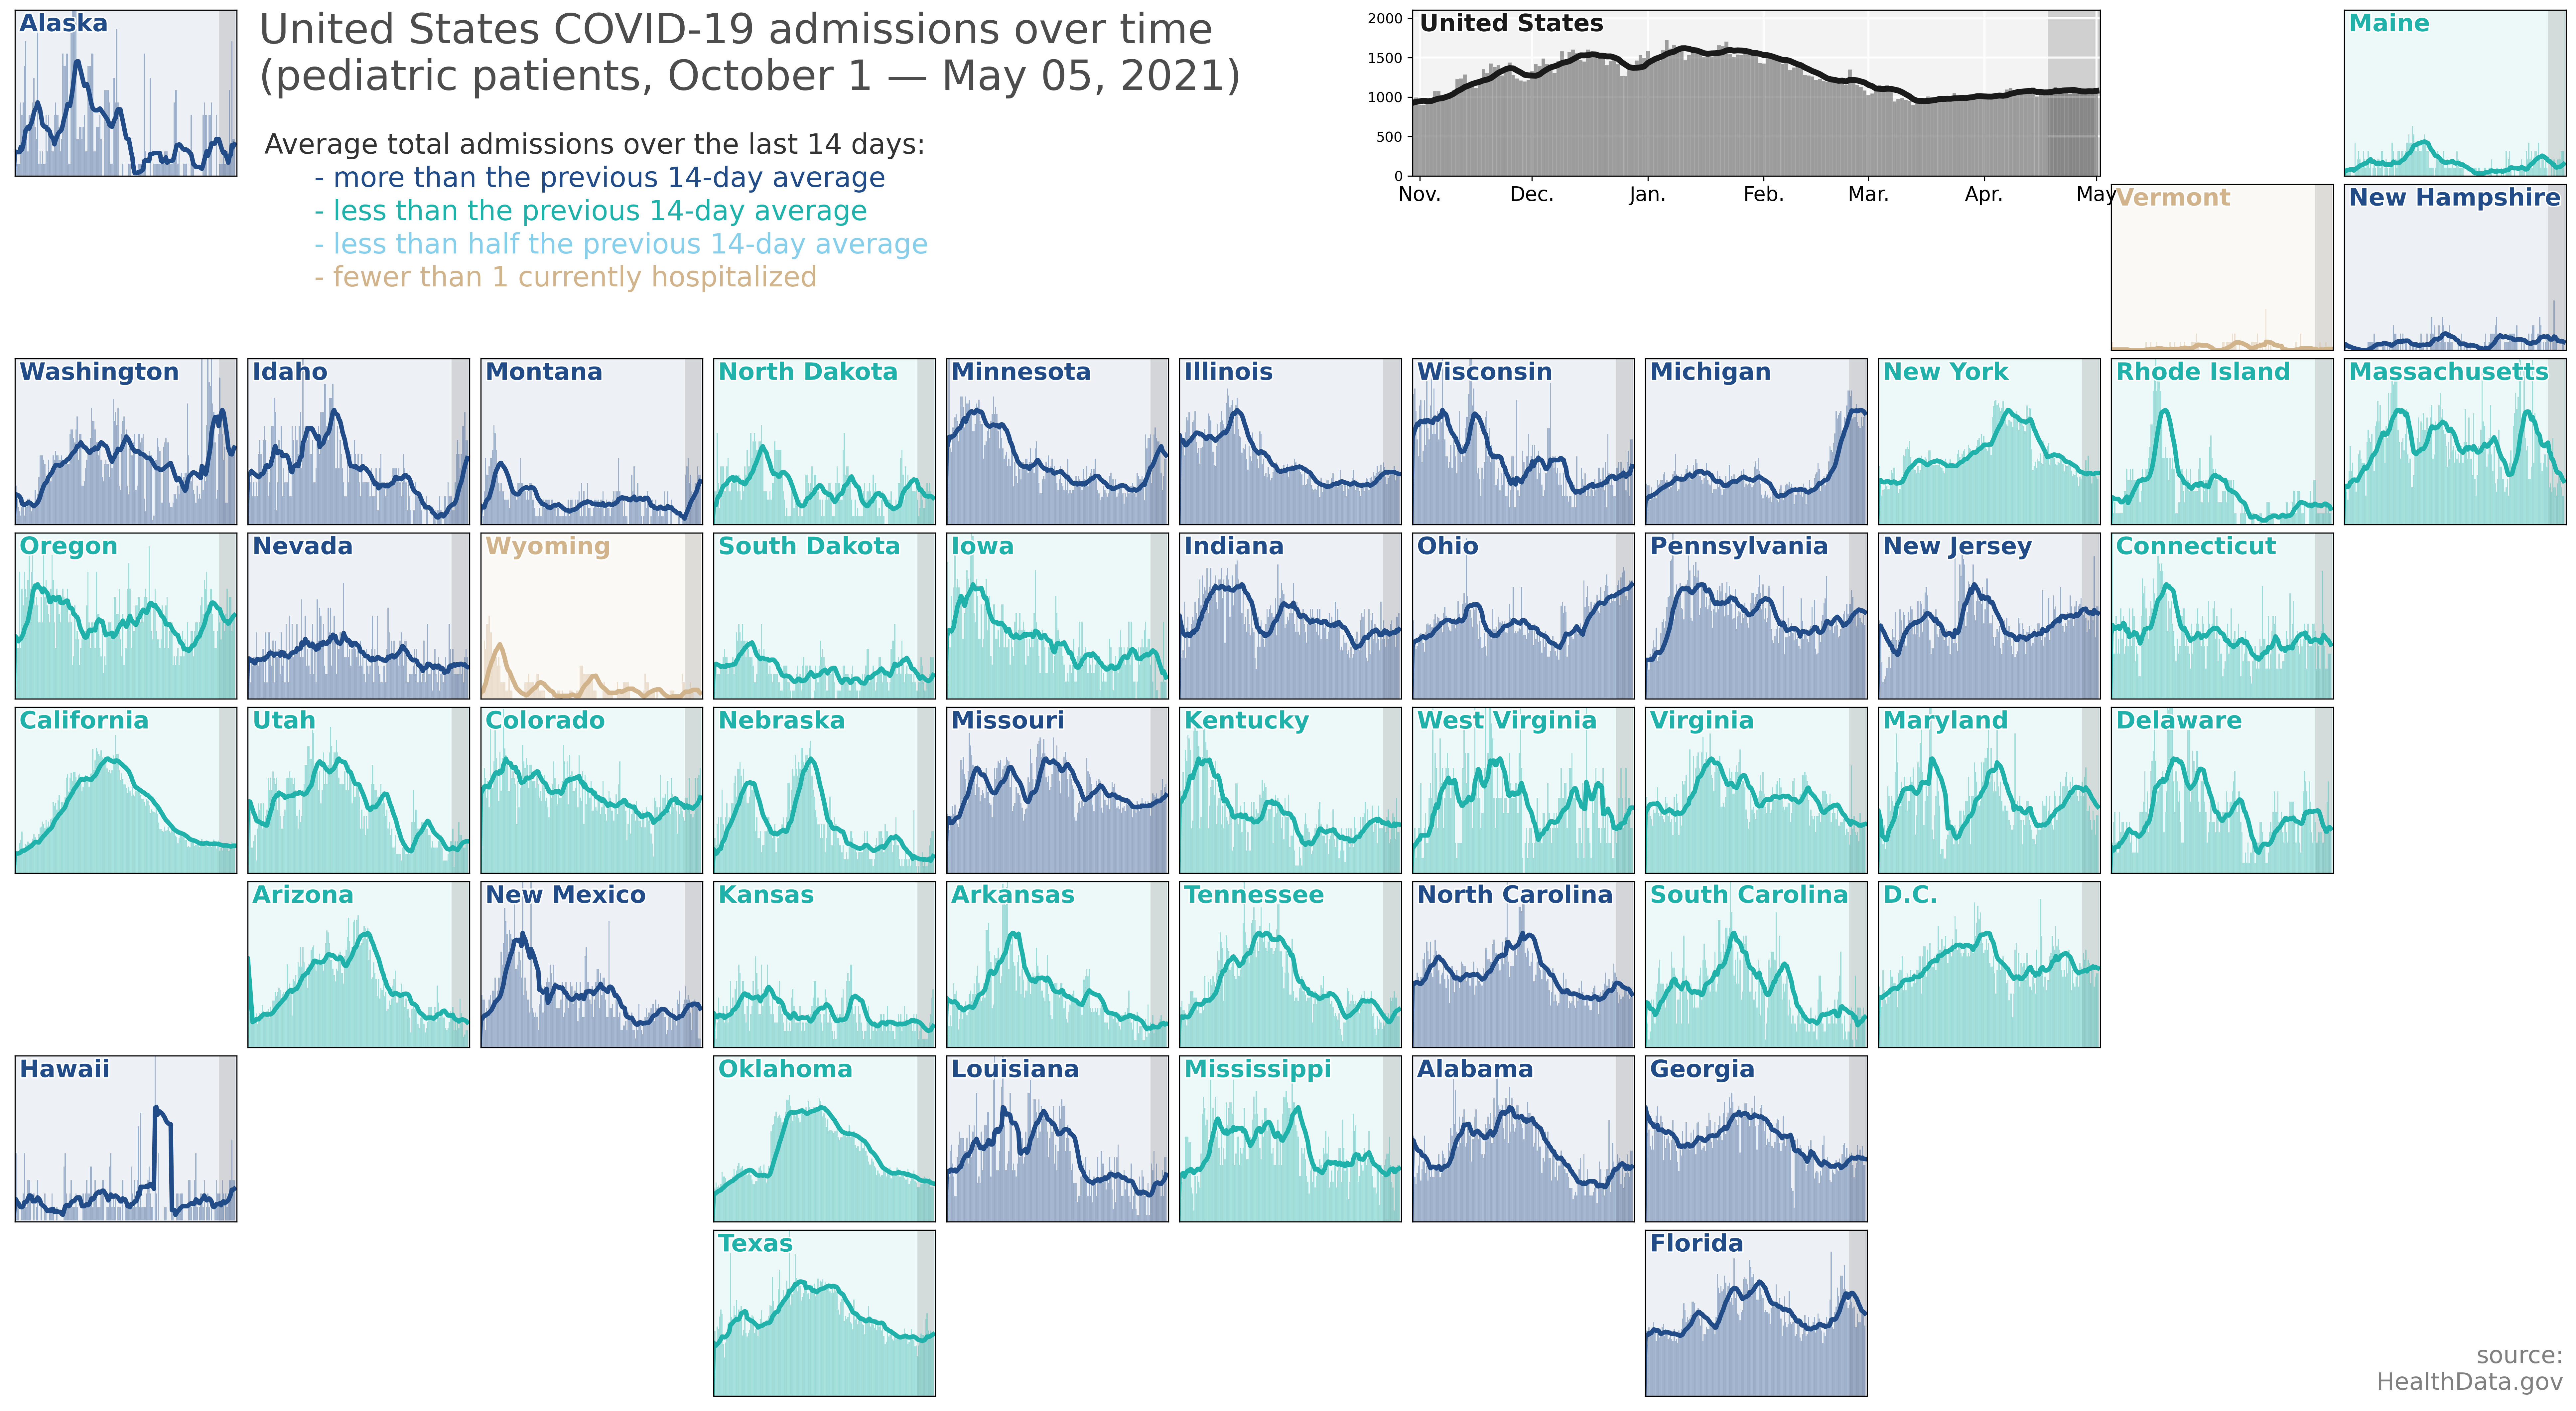 Alaska
United States COVID-19 admissions over time
(pediatric patients, October 1 — May 05, 2021)
Average total admissions over the last 14 days:
- more than the previous 14-day average
- less than the previous 14-day average
- less than half the previous 14-day average
- fewer than 1 currently hospitalized
United States
2000
1500
1000
500
0
Nov. Dec. Jan. Feb. Mar. Apr. May
Maine
Vermont
New Hampshire
Washington
Idaho
Montana
North Dakota
Minnesota
Illinois
Wisconsin
Michigan
New York
Rhode Island
Massachusetts
Oregon
Nevada
Wyoming
South Dakota
Iowa
Indiana
Ohio
Pennsylvania
New Jersey
Connecticut
California
Utah
Colorado
Nebraska
Missouri
Kentucky
West Virginia
Virginia
Maryland
Delaware
Arizona
New Mexico
Kansas
Arkansas
Tennessee
North Carolina
South Carolina
D.C.
Hawaii
Oklahoma
Louisiana
Mississippi
Alabama
Georgia
Texas
Florida
source:
HealthData.gov